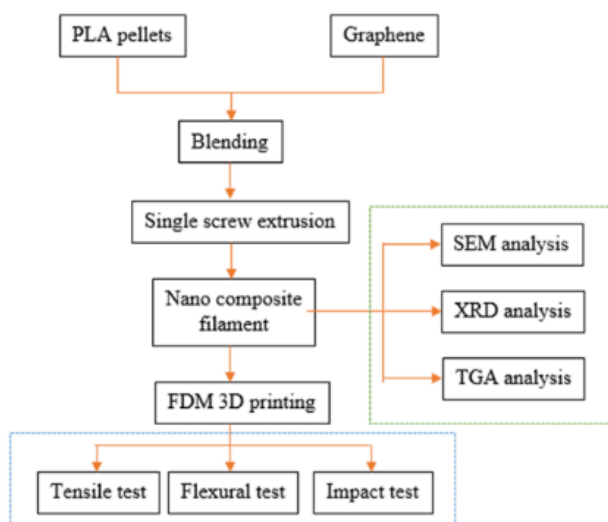 PLA pellets
Graphene
Blending
Single screw extrusion
SEM analysis
Nano composite
filament
XRD analysis
TGA analysis
FDM 3D printing
Tensile test
Flexural test
Impact test